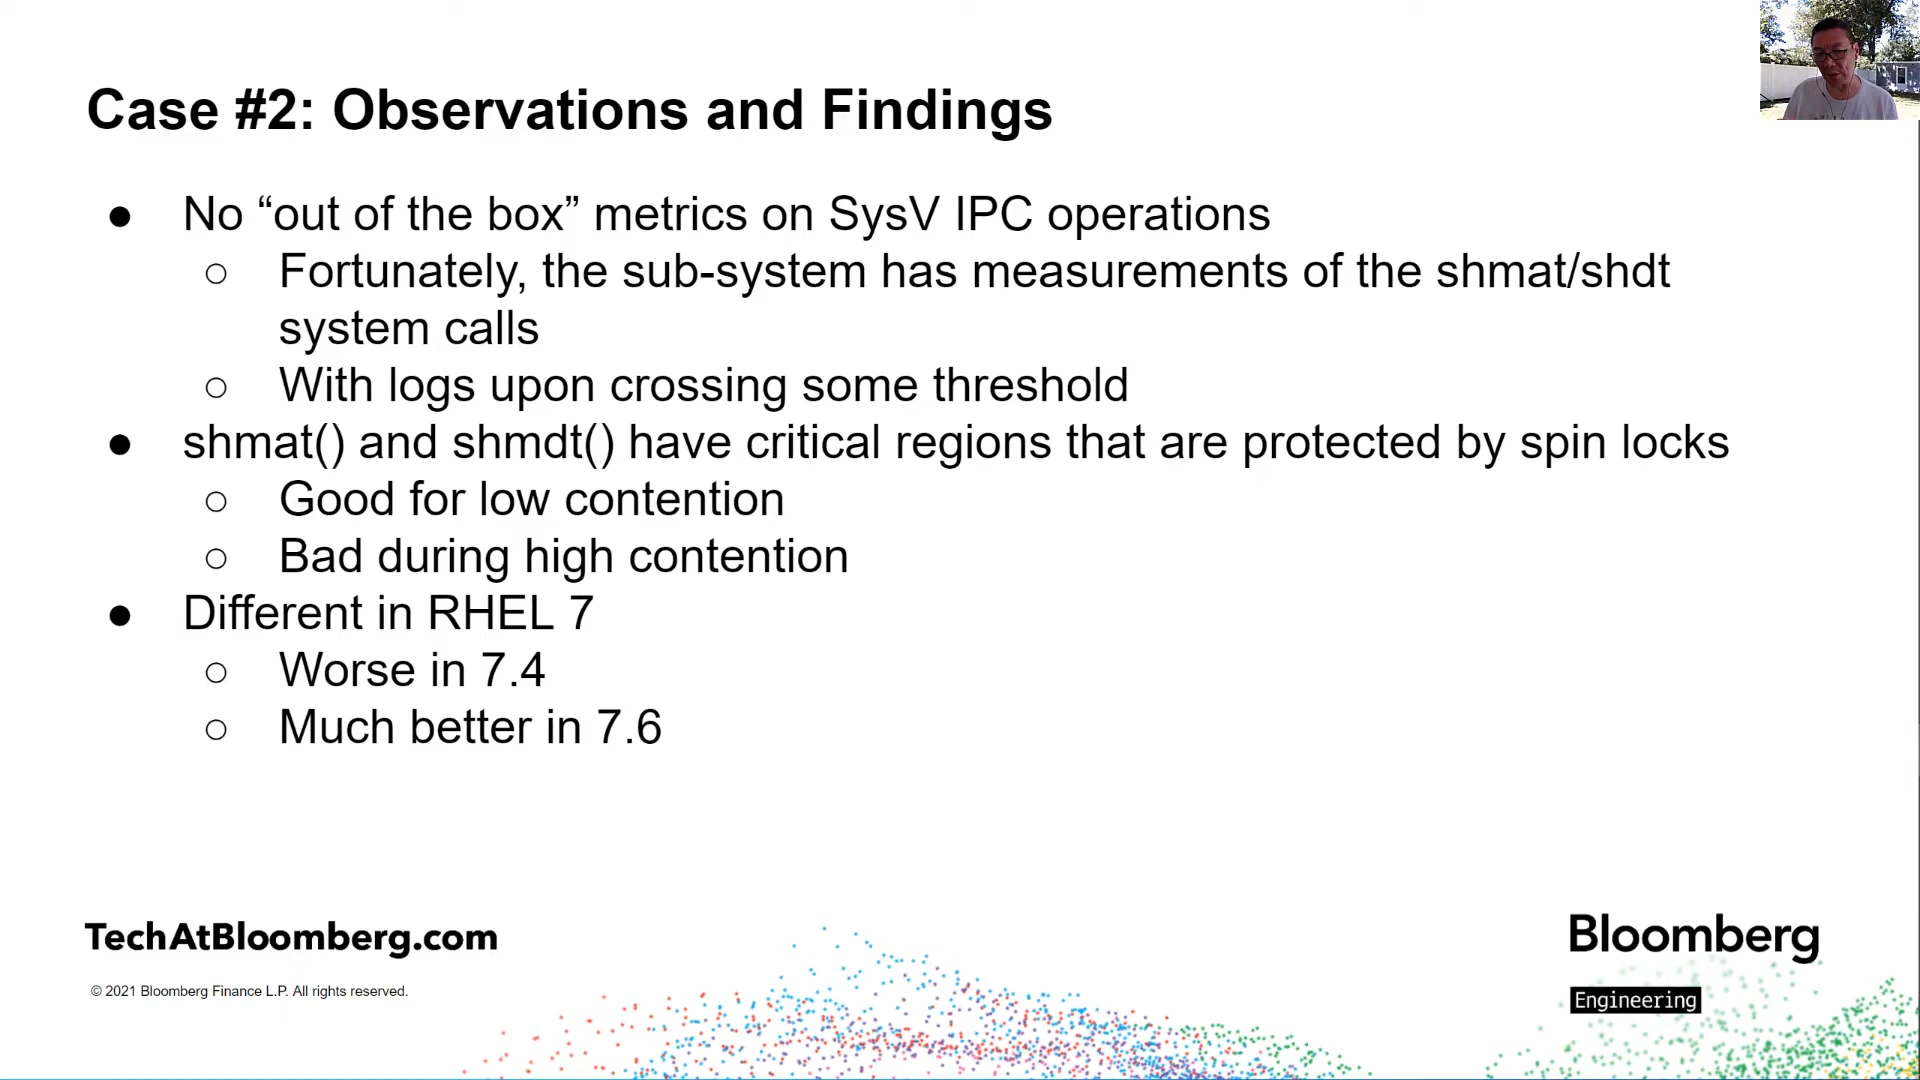 Case #2: Observations and Findings
● No “out of the box” metrics on SysV IPC operations
○ Fortunately, the sub-system has measurements of the shmat/shdt
system calls
○ With logs upon crossing some threshold
● shmat() and shmdt() have critical regions that are protected by spin locks
○ Good for low contention
○ Bad during high contention
● Different in RHEL 7
○ Worse in 7.4
○ Much better in 7.6
TechAtBloomberg.com
© 2021 Bloomberg Finance L.P. All rights reserved.
Bloomberg
Engineering